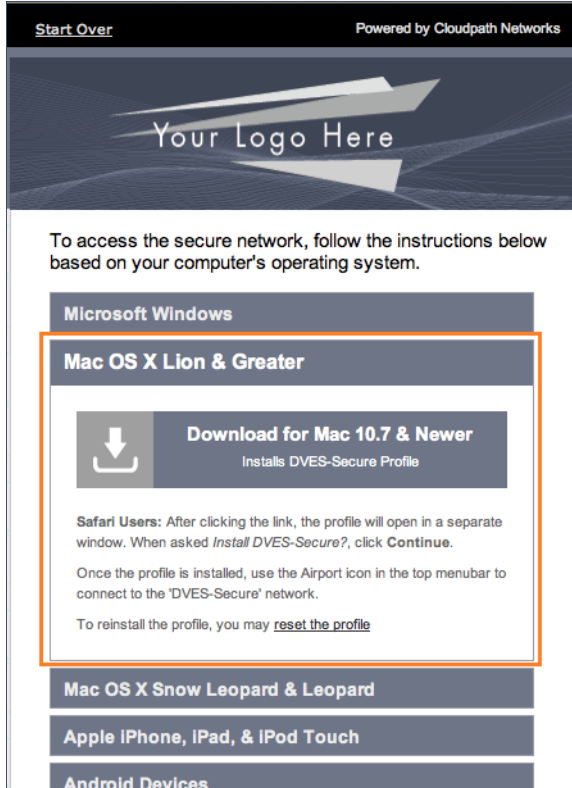 Start Over
Powered by Cloudpath Networks
Your Logo Here
To access the secure network, follow the instructions below
based on your computer's operating system.
Microsoft Windows
Mac OS X Lion & Greater
Download for Mac 10.7 & Newer
Installs DVES-Secure Profile
Safari Users: After clicking the link, the profile will open in a separate
window. When asked Install DVES-Secure?, click Continue.
Once the profile is installed, use the Airport icon in the top menubar to
connect to the 'DVES-Secure' network.
To reinstall the profile, you may reset the profile
Mac OS X Snow Leopard & Leopard
Apple iPhone, iPad, & iPod Touch
Android Devices